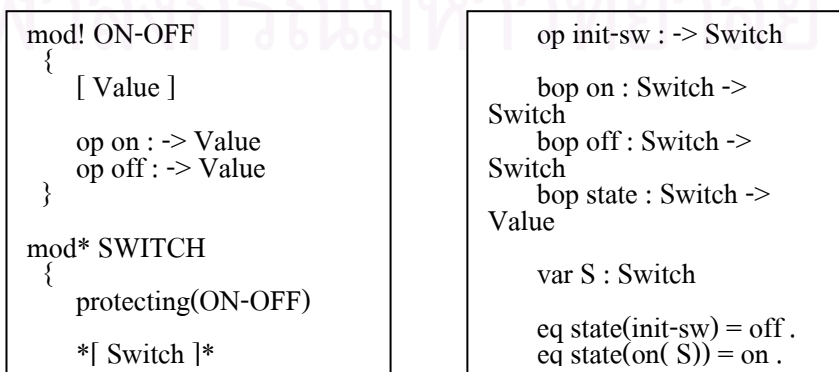 mod! ON-OFF
{
[ Value ]
op on : -> Value
op off : -> Value
}
mod* SWITCH
{
protecting(ON-OFF)
*[ Switch ]*
op init-sw : -> Switch
bop on : Switch ->
Switch
bop off : Switch ->
Switch
bop state : Switch ->
Value
var S : Switch
eq state(init-sw) = off .
eq state(on( S)) = on .